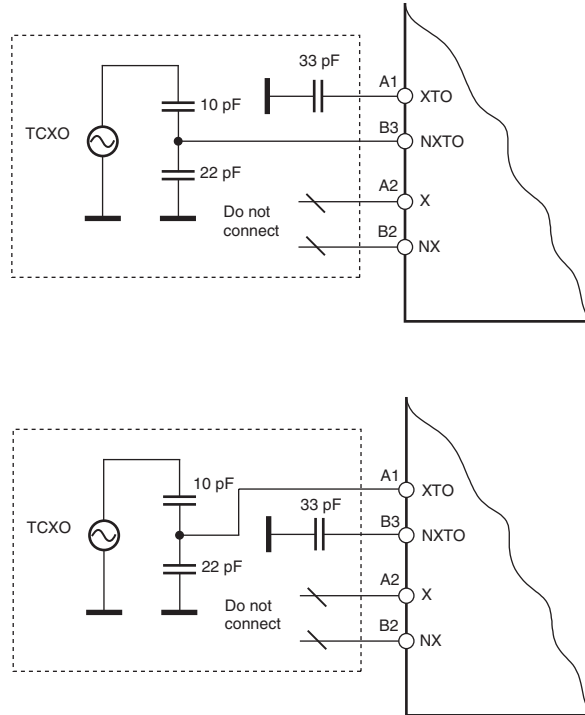 33 pF
A1
XTO
10 pF
TCXO
B3
NXTO
22 pF
A2
X
Do not
connect
B2
NX
A1
XTO
10 pF
33 pF
TCXO
B3
NXTO
22 pF
A2
X
Do not
connect
B2
NX